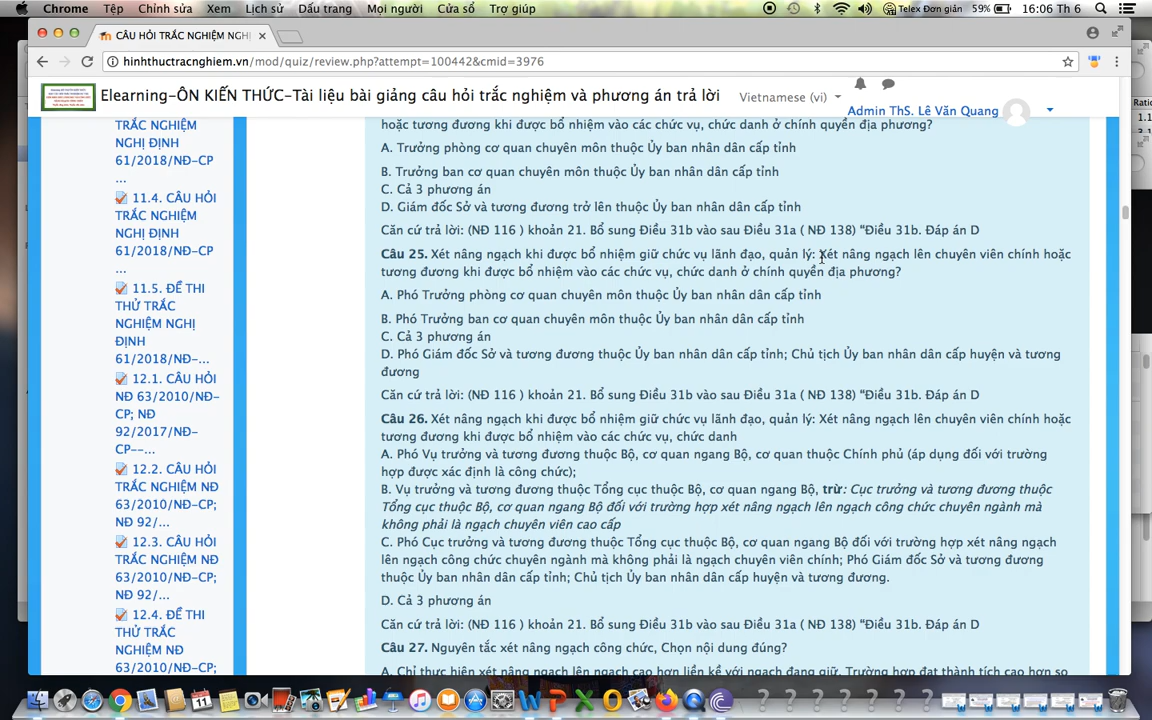 Chrome Tệp Chỉnh sửa Xem Lịch sử Dấu trang Mọi người Cửa sổ Trợ giúp Telex Đơn giản 59% 16:06 Th 6
CÂU HỎI TRẮC NGHIỆM NGHỊ
hinhthuctracnghiem.vn/mod/quiz/review.php?attempt=100442&cmid=3976
Elearning-ÔN KIẾN THỨC-Tài liệu bài giảng câu hỏi trắc nghiệm và phương án trả lời
Vietnamese (vi)
Admin ThS. Lê Văn Quang
TRẮC NGHIỆM
NGHỊ ĐỊNH
61/2018/NĐ-CP
...
11.4. CÂU HỎI
TRẮC NGHIỆM
NGHỊ ĐỊNH
61/2018/NĐ-CP
...
11.5. ĐỀ THI
THỬ TRẮC
NGHIỆM NGHỊ
ĐỊNH
61/2018/NĐ-...
12.1. CÂU HỎI
NĐ 63/2010/NĐ-
CP; NĐ
92/2017/NĐ-
CP--...
12.2. CÂU HỎI
TRẮC NGHIỆM NĐ
63/2010/NĐ-CP;
NĐ 92/...
12.3. CÂU HỎI
TRẮC NGHIỆM NĐ
63/2010/NĐ-CP;
NĐ 92/...
12.4. ĐỀ THI
THỬ TRẮC
NGHIỆM NĐ
63/2010/NĐ-CP;
hoặc tương đương khi được bổ nhiệm vào các chức vụ, chức danh ở chính quyền địa phương?
A. Trưởng phòng cơ quan chuyên môn thuộc Ủy ban nhân dân cấp tỉnh
B. Trưởng ban cơ quan chuyên môn thuộc Ủy ban nhân dân cấp tỉnh
C. Cả 3 phương án
D. Giám đốc Sở và tương đương trở lên thuộc Ủy ban nhân dân cấp tỉnh
Căn cứ trả lời: (NĐ 116 ) khoản 21. Bổ sung Điều 31b vào sau Điều 31a ( NĐ 138) "Điều 31b. Đáp án D
Câu 25. Xét nâng ngạch khi được bổ nhiệm giữ chức vụ lãnh đạo, quản lý: Xét nâng ngạch lên chuyên viên chính hoặc
tương đương khi được bổ nhiệm vào các chức vụ, chức danh ở chính quyền địa phương?
A. Phó Trưởng phòng cơ quan chuyên môn thuộc Ủy ban nhân dân cấp tỉnh
B. Phó Trưởng ban cơ quan chuyên môn thuộc Ủy ban nhân dân cấp tỉnh
C. Cả 3 phương án
D. Phó Giám đốc Sở và tương đương thuộc Ủy ban nhân dân cấp tỉnh; Chủ tịch Ủy ban nhân dân cấp huyện và tương
đương
Căn cứ trả lời: (NĐ 116 ) khoản 21. Bổ sung Điều 31b vào sau Điều 31a ( NĐ 138) "Điều 31b. Đáp án D
Câu 26. Xét nâng ngạch khi được bổ nhiệm giữ chức vụ lãnh đạo, quản lý: Xét nâng ngạch lên chuyên viên chính hoặc
tương đương khi được bổ nhiệm vào các chức vụ, chức danh
A. Phó Vụ trưởng và tương đương thuộc Bộ, cơ quan ngang Bộ, cơ quan thuộc Chính phủ (áp dụng đối với trường
hợp được xác định là công chức);
B. Vụ trưởng và tương đương thuộc Tổng cục thuộc Bộ, cơ quan ngang Bộ, trừ: Cục trưởng và tương đương thuộc
Tổng cục thuộc Bộ, cơ quan ngang Bộ đối với trường hợp xét nâng ngạch lên ngạch công chức chuyên ngành mà
không phải là ngạch chuyên viên cao cấp
C. Phó Cục trưởng và tương đương thuộc Tổng cục thuộc Bộ, cơ quan ngang Bộ đối với trường hợp xét nâng ngạch
lên ngạch công chức chuyên ngành mà không phải là ngạch chuyên viên chính; Phó Giám đốc Sở và tương đương
thuộc Ủy ban nhân dân cấp tỉnh; Chủ tịch Ủy ban nhân dân cấp huyện và tương đương.
D. Cả 3 phương án
Căn cứ trả lời: (NĐ 116 ) khoản 21. Bổ sung Điều 31b vào sau Điều 31a ( NĐ 138) "Điều 31b. Đáp án D
Câu 27. Nguyên tắc xét nâng ngạch công chức, Chọn nội dung đúng?
A. Chỉ thực hiện xét nâng ngạch lên ngạch cao hơn liền kề với ngạch đang giữ. Trường hợp đạt thành tích cao hơn so